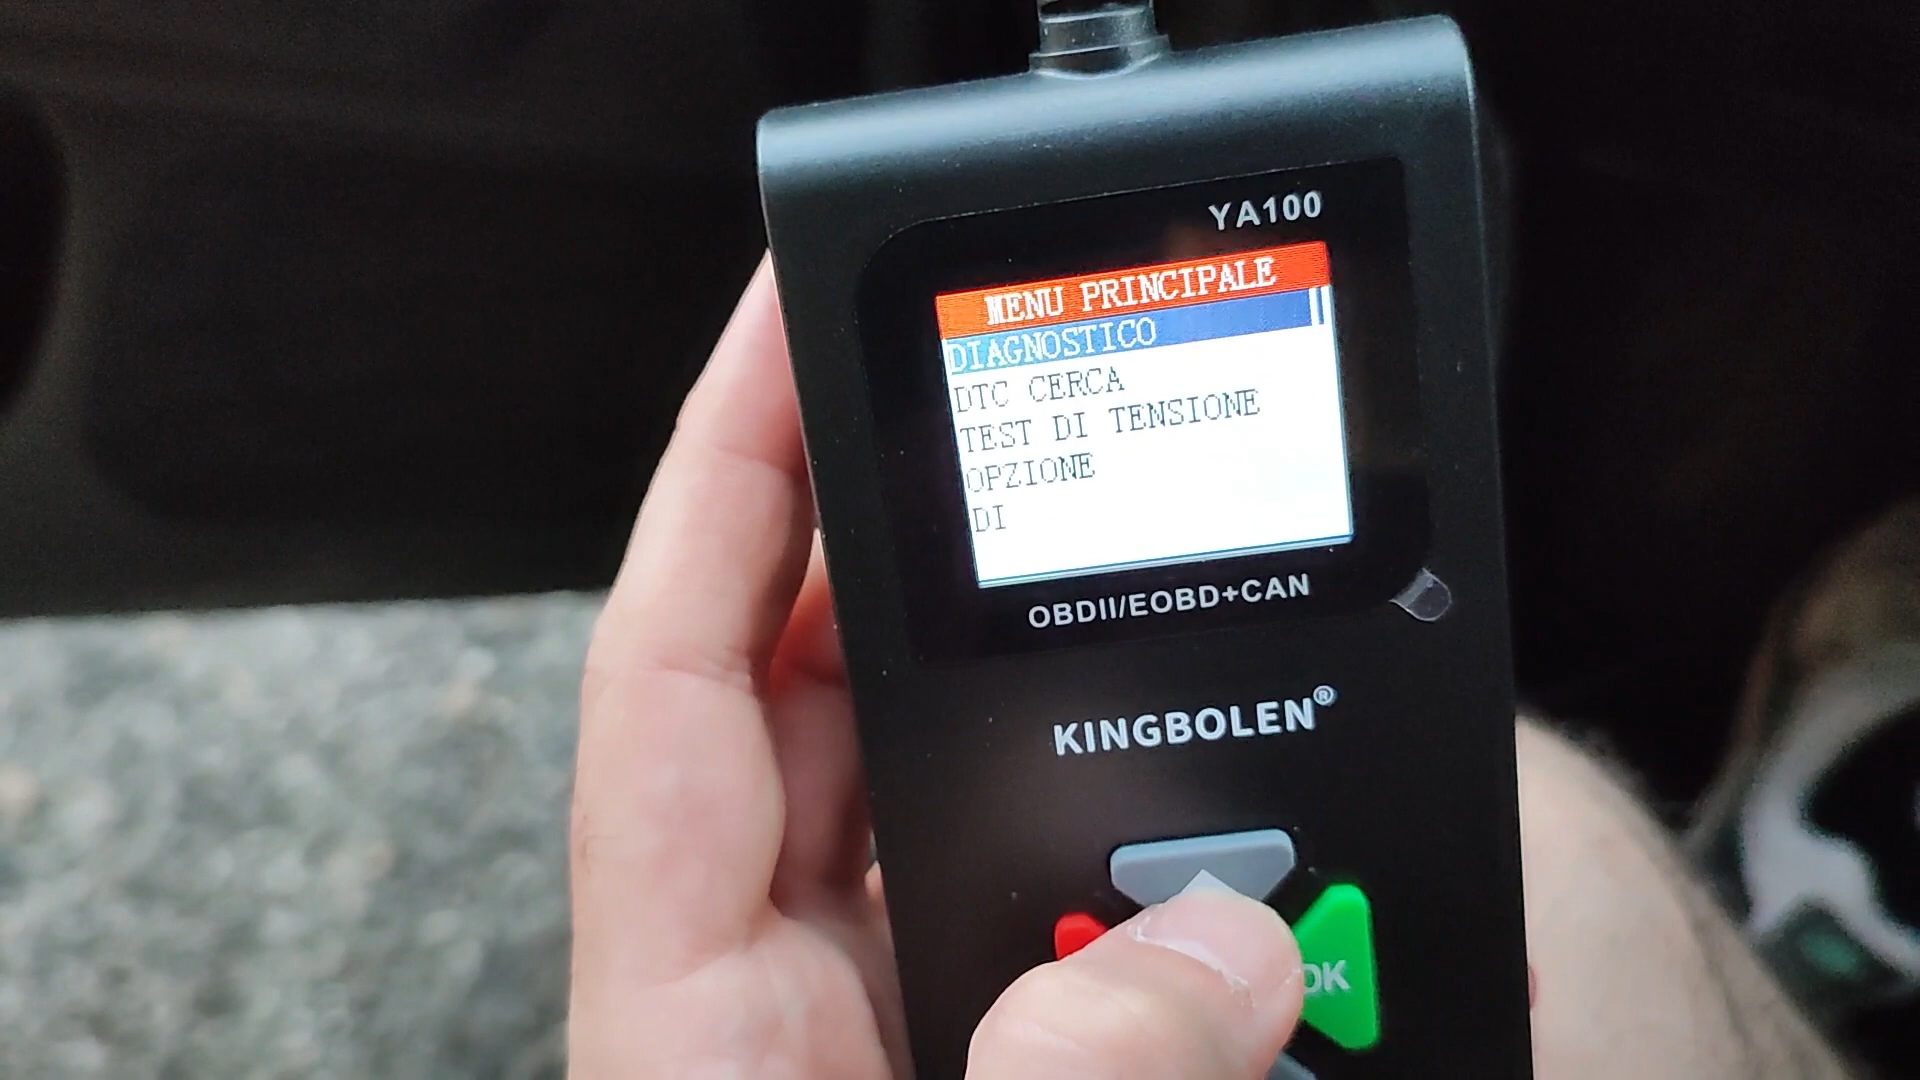 YA100
MENU PRINCIPALE
DIAGNOSTICO
DTC CERCA
TEST DI TENSIONE
OPZIONE
DI
OBDII/EOBD+CAN
KINGBOLEN®
OK